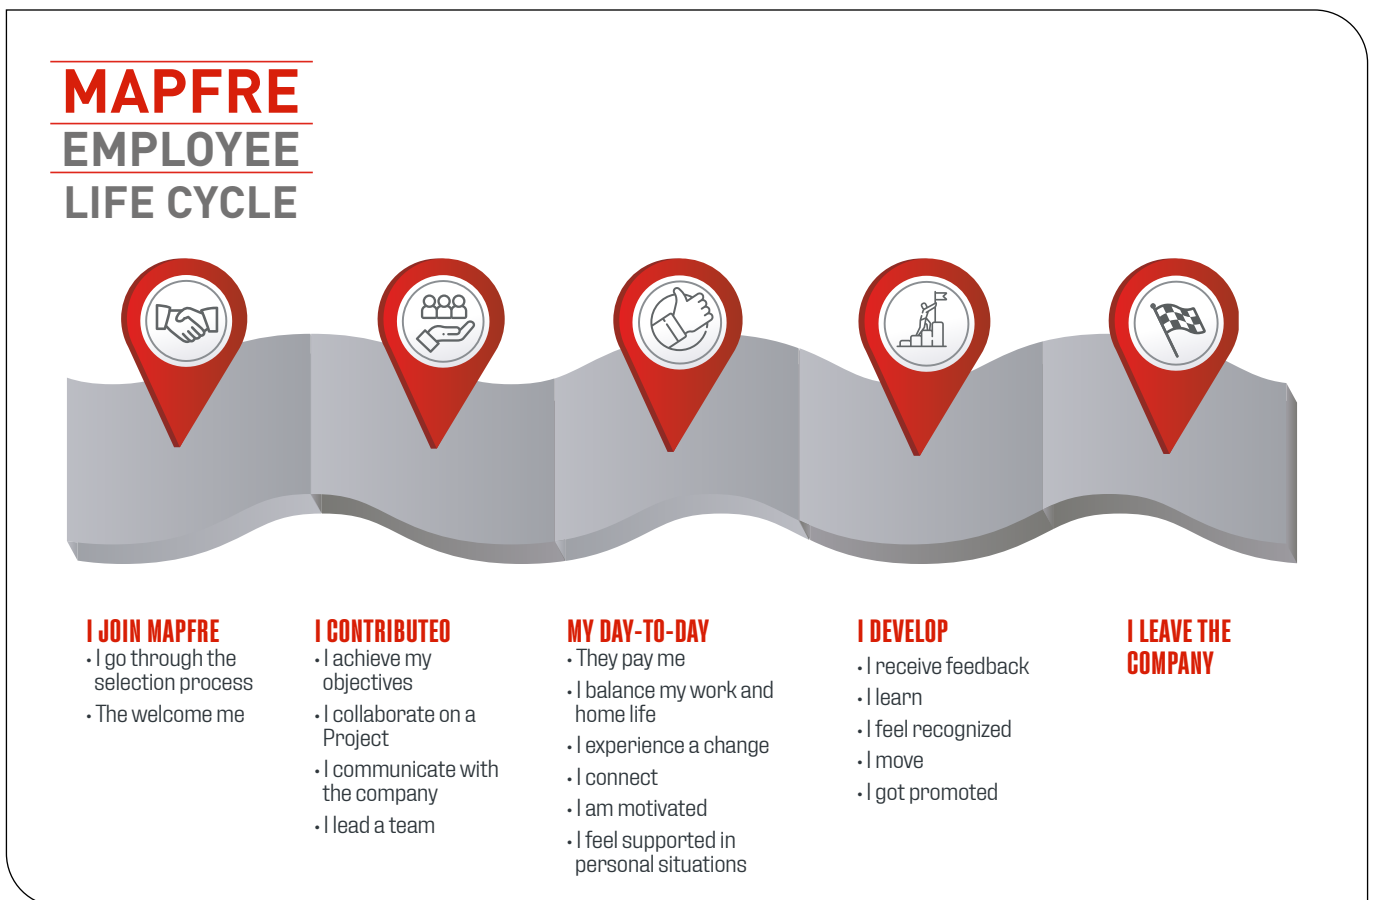 MAPFRE
EMPLOYEE
LIFE CYCLE
I JOIN MAPFRE
• I go through the
selection process
• The welcome me
I CONTRIBUTEO
• I achieve my
objectives
• I collaborate on a
Project
• I communicate with
the company
• I lead a team
MY DAY-TO-DAY
• They pay me
• I balance my work and
home life
• I experience a change
• I connect
• I am motivated
• I feel supported in
personal situations
I DEVELOP
• I receive feedback
• I learn
• I feel recognized
• I move
• I got promoted
I LEAVE THE
COMPANY